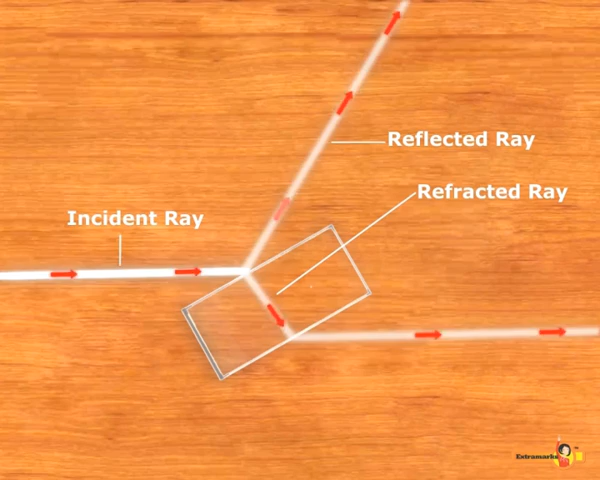 Reflected Ray
Refracted Ray
Incident Ray
Extramarks